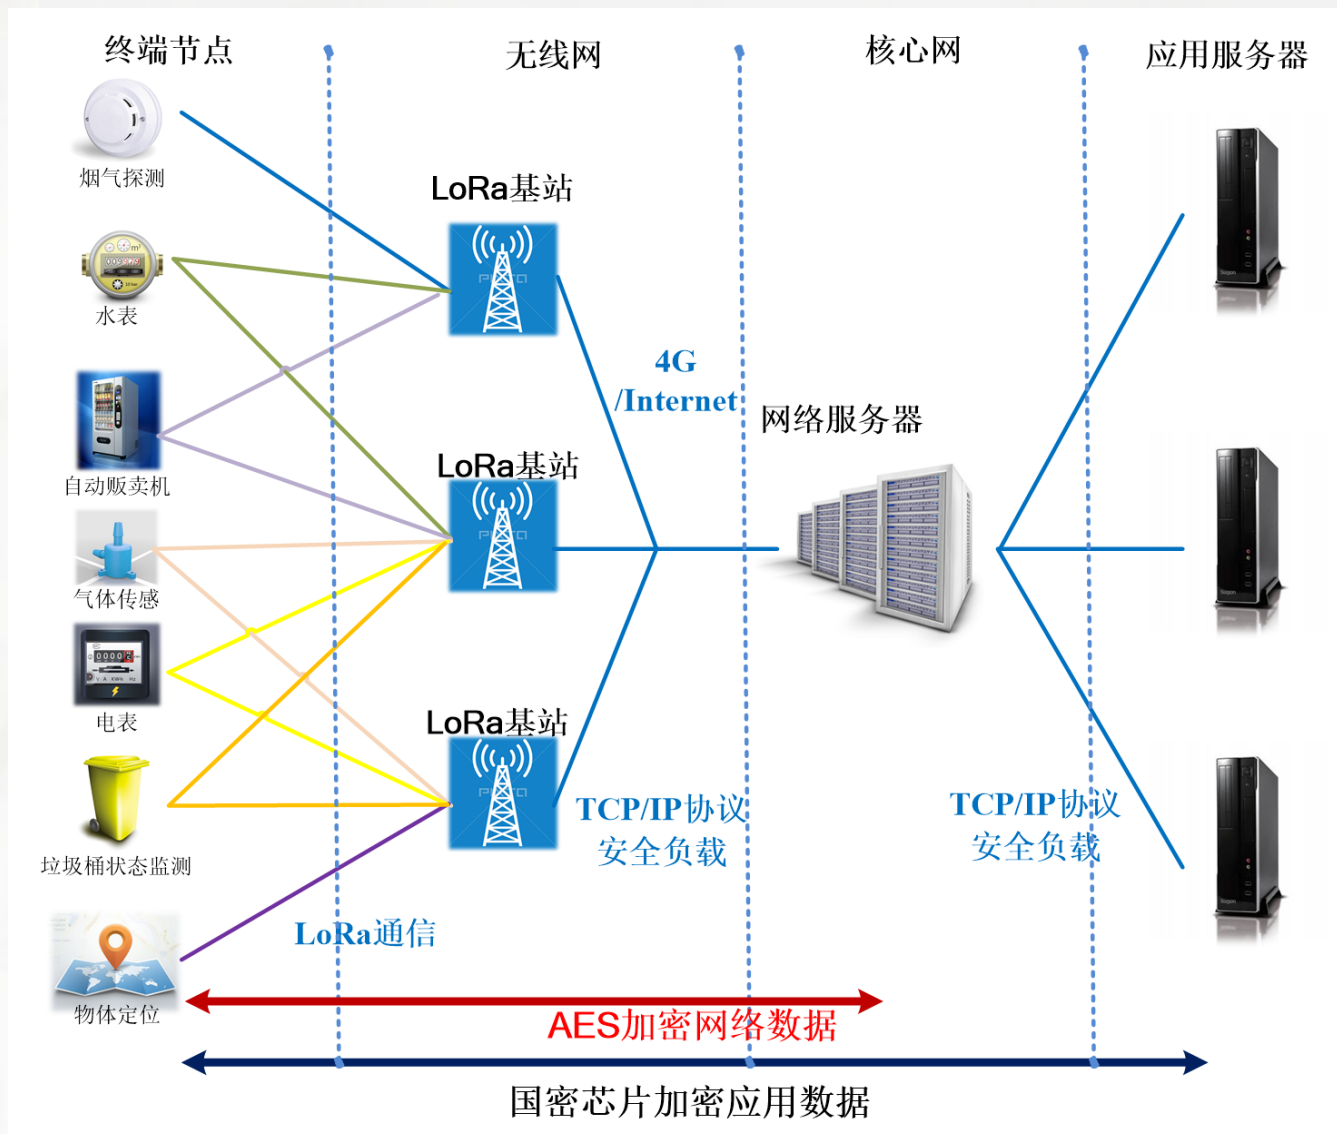 终端节点
无线网
核心网
应用服务器
烟气探测
LoRa基站
水表
4G
/Internet
网络服务器
自动贩卖机
LoRa基站
气体传感
电表
LoRa基站
TCP/IP协议
安全负载
TCP/IP协议
安全负载
垃圾桶状态监测
LoRa通信
物体定位
AES加密网络数据
国密芯片加密应用数据